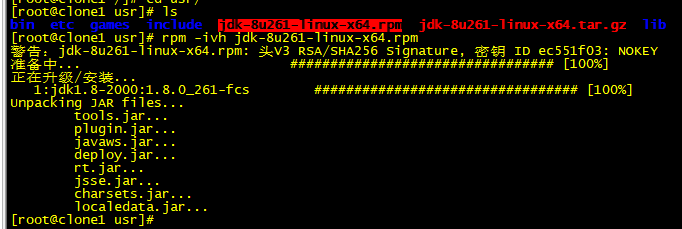 [root@clone1 /]# cd usr/
[root@clone1 usr]# ls
bin etc games include jdk-8u261-linux-x64.rpm jdk-8u261-linux-x64.tar.gz lib
[root@clone1 usr]# rpm -ivh jdk-8u261-linux-x64.rpm
警告：jdk-8u261-linux-x64.rpm: 头V3 RSA/SHA256 Signature, 密钥 ID ec551f03: NOKEY
准备中... ################################# [100%]
正在升级/安装...
1:jdk1.8-2000:1.8.0_261-fcs ################################# [100%]
Unpacking JAR files...
tools.jar...
plugin.jar...
javaws.jar...
deploy.jar...
rt.jar...
jsse.jar...
charsets.jar...
localedata.jar...
[root@clone1 usr]#